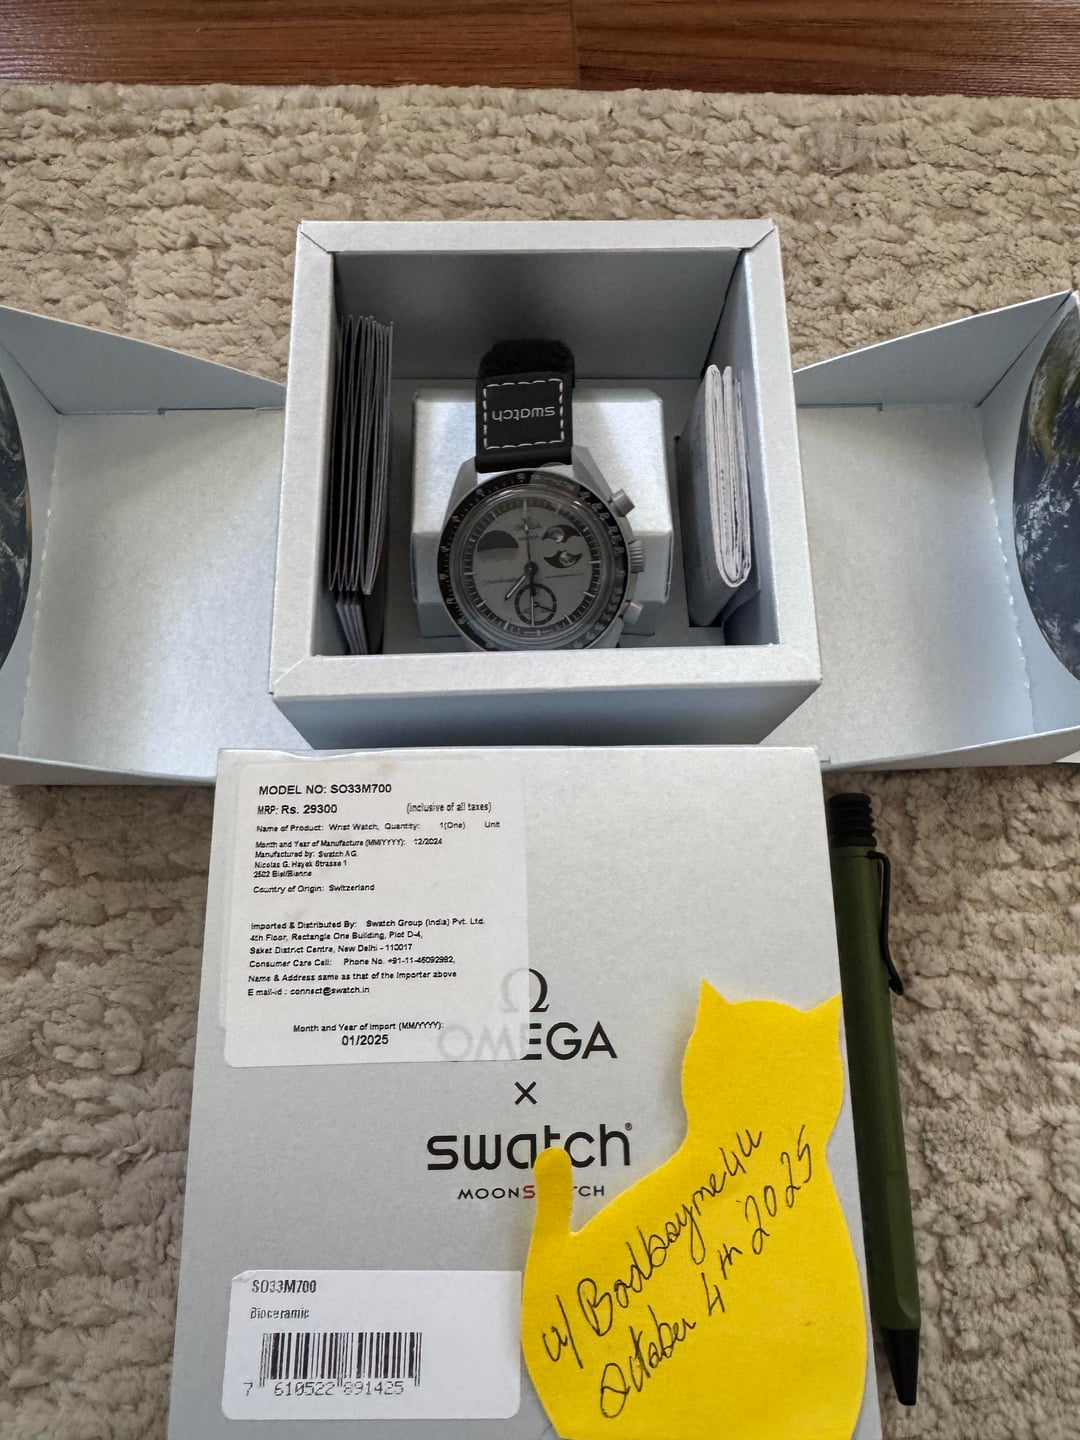 swatch
OMEGA
MODEL NO: SO33M700
MRP: Rs. 29300 (inclusive of all taxes)
Name of Product: Wrist Watch, Quantity: 1(One) Unit
Month and Year of Manufacture (MM/YYYY): 12/2024
Manufactured by: Swatch AG.
Nicolas G. Hayek Strasse 1
2502 Biel/Bienne
Country of Origin: Switzerland
Imported & Distributed By: Swatch Group (India) Pvt. Ltd.
4th Floor, Rectangle One Building, Plot D-4,
Saket District Centre, New Delhi - 110017
Consumer Care Cell: Phone No. +91-11-46092992,
Name & Address same as that of the Importer above
E mail-id : connect@swatch.in
Month and Year of Import (MM/YYYY):
01/2025
Ω
OMEGA
×
swatch®
MOONS TCH
SO33M700
Bioceramic
7 610522 891425
u/Badboyme4u
October 4th 2025